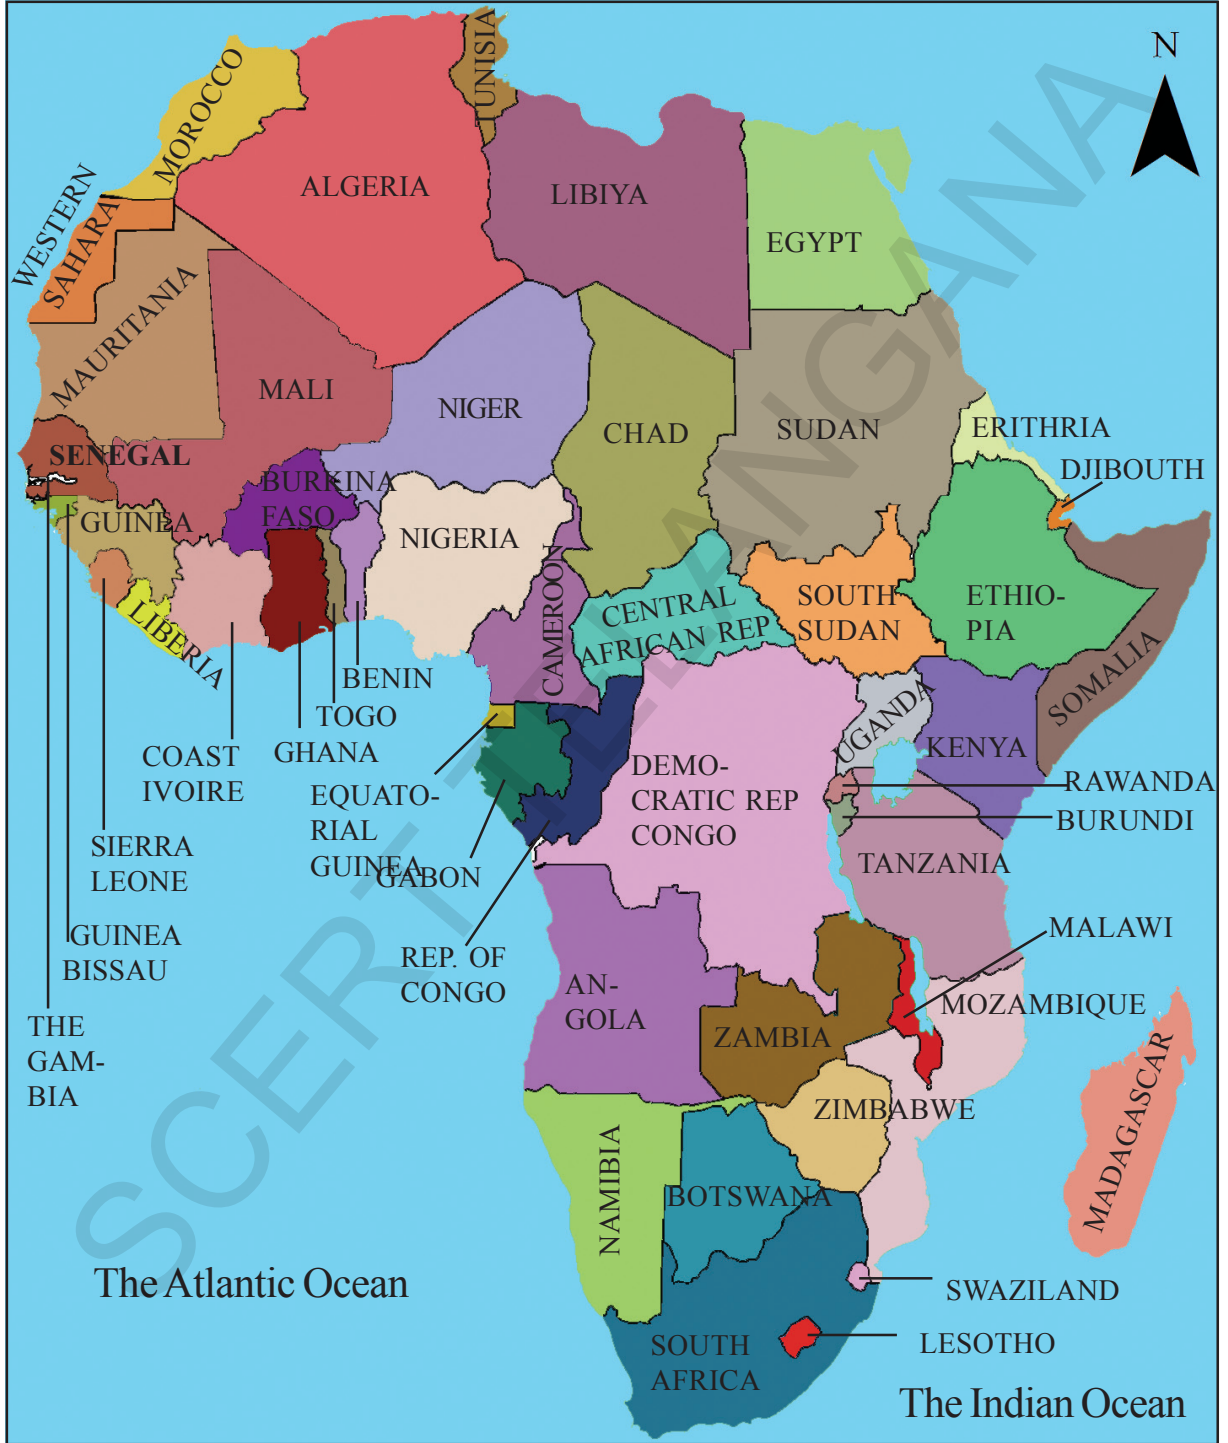 N
TUNISIA
MOROCCO
ALGERIA
LIBIYA
EGYPT
WESTERN
SAHARA
MAURITANIA
MALI
NIGER
CHAD
SUDAN
ERITHRIA
DJIBOUTH
SENEGAL
BURKINA
FASO
GUINEA
NIGERIA
CAMEROON
CENTRAL
AFRICAN REP
SOUTH
SUDAN
ETHIO-
PIA
SOMALIA
LIBERIA
BENIN
TOGO
GHANA
COAST
IVOIRE
UGANDA
KENYA
EQUATO-
RIAL
GUINEA
GABON
DEMO-
CRATIC REP
CONGO
RAWANDA
BURUNDI
SIERRA
LEONE
TANZANIA
GUINEA
BISSAU
REP. OF
CONGO
MALAWI
AN-
GOLA
MOZAMBIQUE
THE
GAM-
BIA
ZAMBIA
ZIMBABWE
MADAGASCAR
NAMIBIA
BOTSWANA
The Atlantic Ocean
SWAZILAND
LESOTHO
SOUTH
AFRICA
The Indian Ocean
SCERT TELANGANA